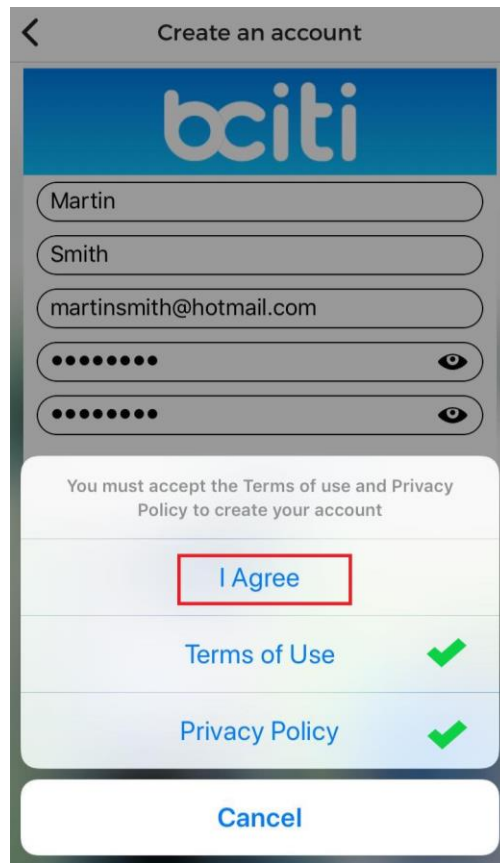 Create an account
bciti
Martin
Smith
martinsmith@hotmail.com
••••••••
••••••••
You must accept the Terms of use and Privacy
Policy to create your account
I Agree
Terms of Use
Privacy Policy
Cancel